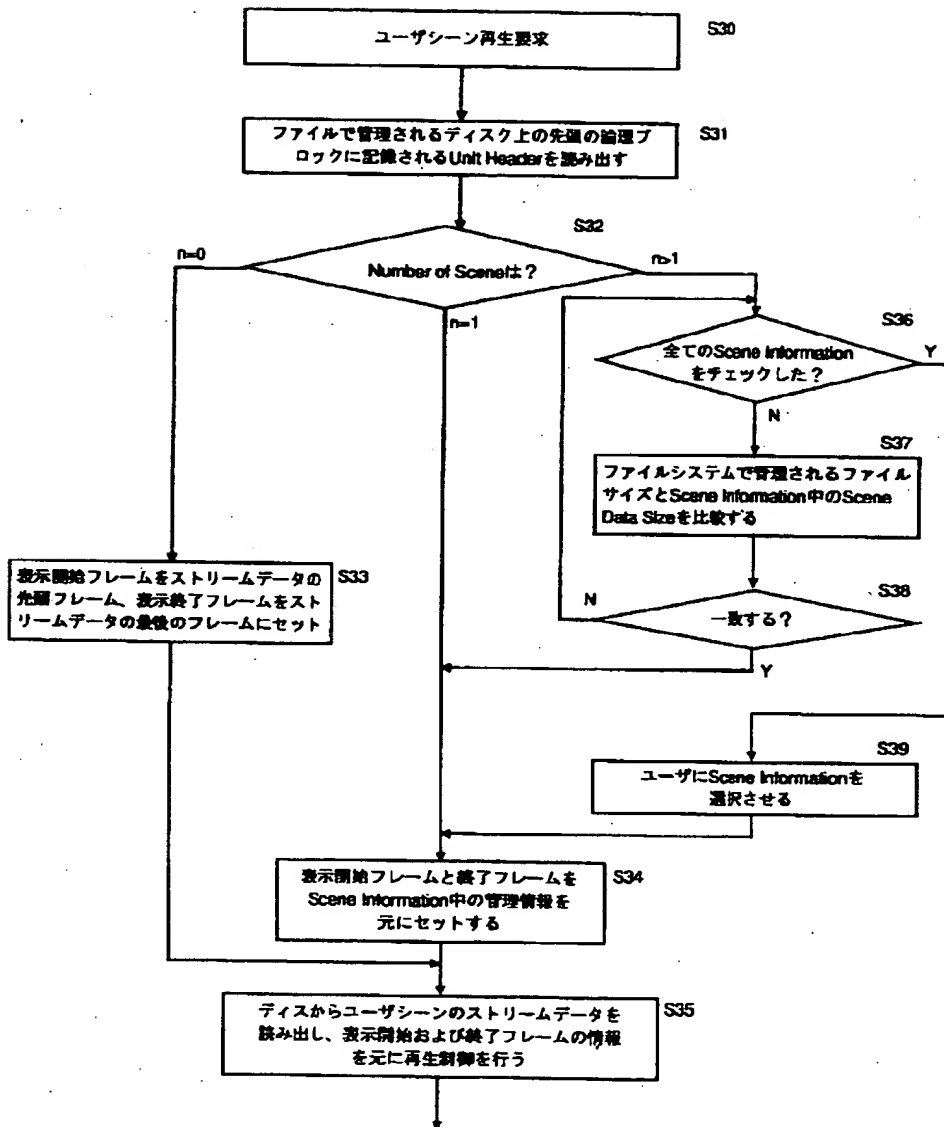 ユーザシーン再生要求
S30
ファイルで管理されるディスク上の先頭の論理ブ
ロックに記録されるUnit Headerを読み出す
S31
S32
n=0
Number of Sceneは？
n>1
n=1
S36
全てのScene Information
をチェックした？
Y
N
S37
ファイルシステムで管理されるファイル
サイズとScene Information中のScene
Data Sizeを比較する
表示開始フレームをストリームデータの
先頭フレーム、表示終了フレームをスト
リームデータの最後のフレームにセット
S33
S38
N
一致する？
Y
S39
ユーザにScene Informationを
選択させる
表示開始フレームと終了フレームを
Scene Information中の管理情報を
元にセットする
S34
ディスからユーザシーンのストリームデータを
読み出し、表示開始および終了フレームの情報
を元に再生制御を行う
S35